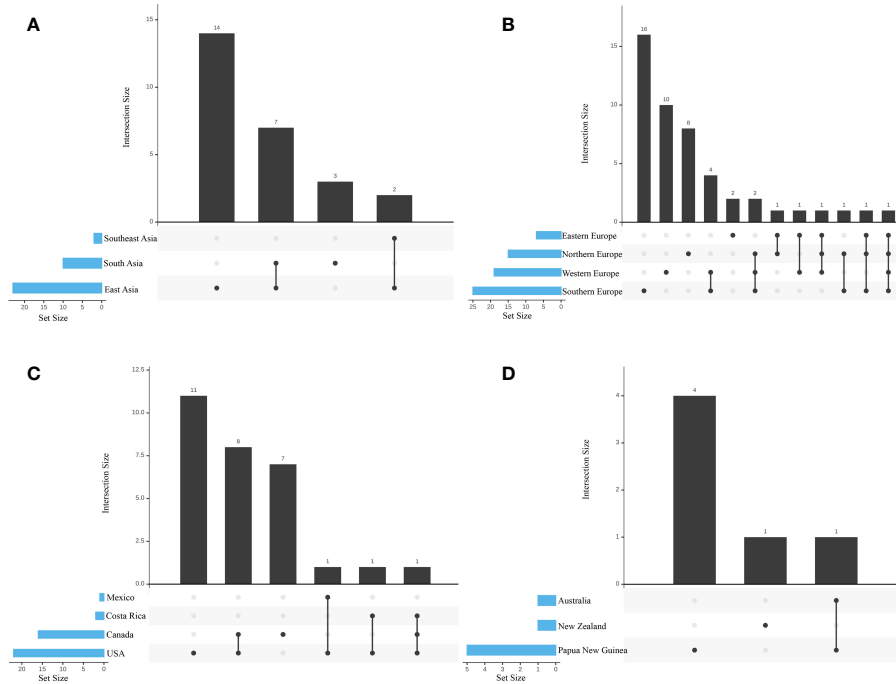 A
Intersection Size
15
10
5
0
14
7
3
2
Southeast Asia
South Asia
East Asia
20 10 0
Set Size
B
Intersection Size
15
10
5
0
16
10
8
4
2
2
1
1
1
1
1
1
Eastern Europe
Northern Europe
Western Europe
Southern Europe
25 20 15 10 5 0
Set Size
C
Intersection Size
12.5
10.0
7.5
5.0
2.5
0.0
11
8
7
1
1
1
Mexico
Costa Rica
Canada
USA
20 10 0
Set Size
D
Intersection Size
4
3
2
1
0
4
1
1
Australia
New Zealand
Papua New Guinea
5 4 3 2 1 0
Set Size